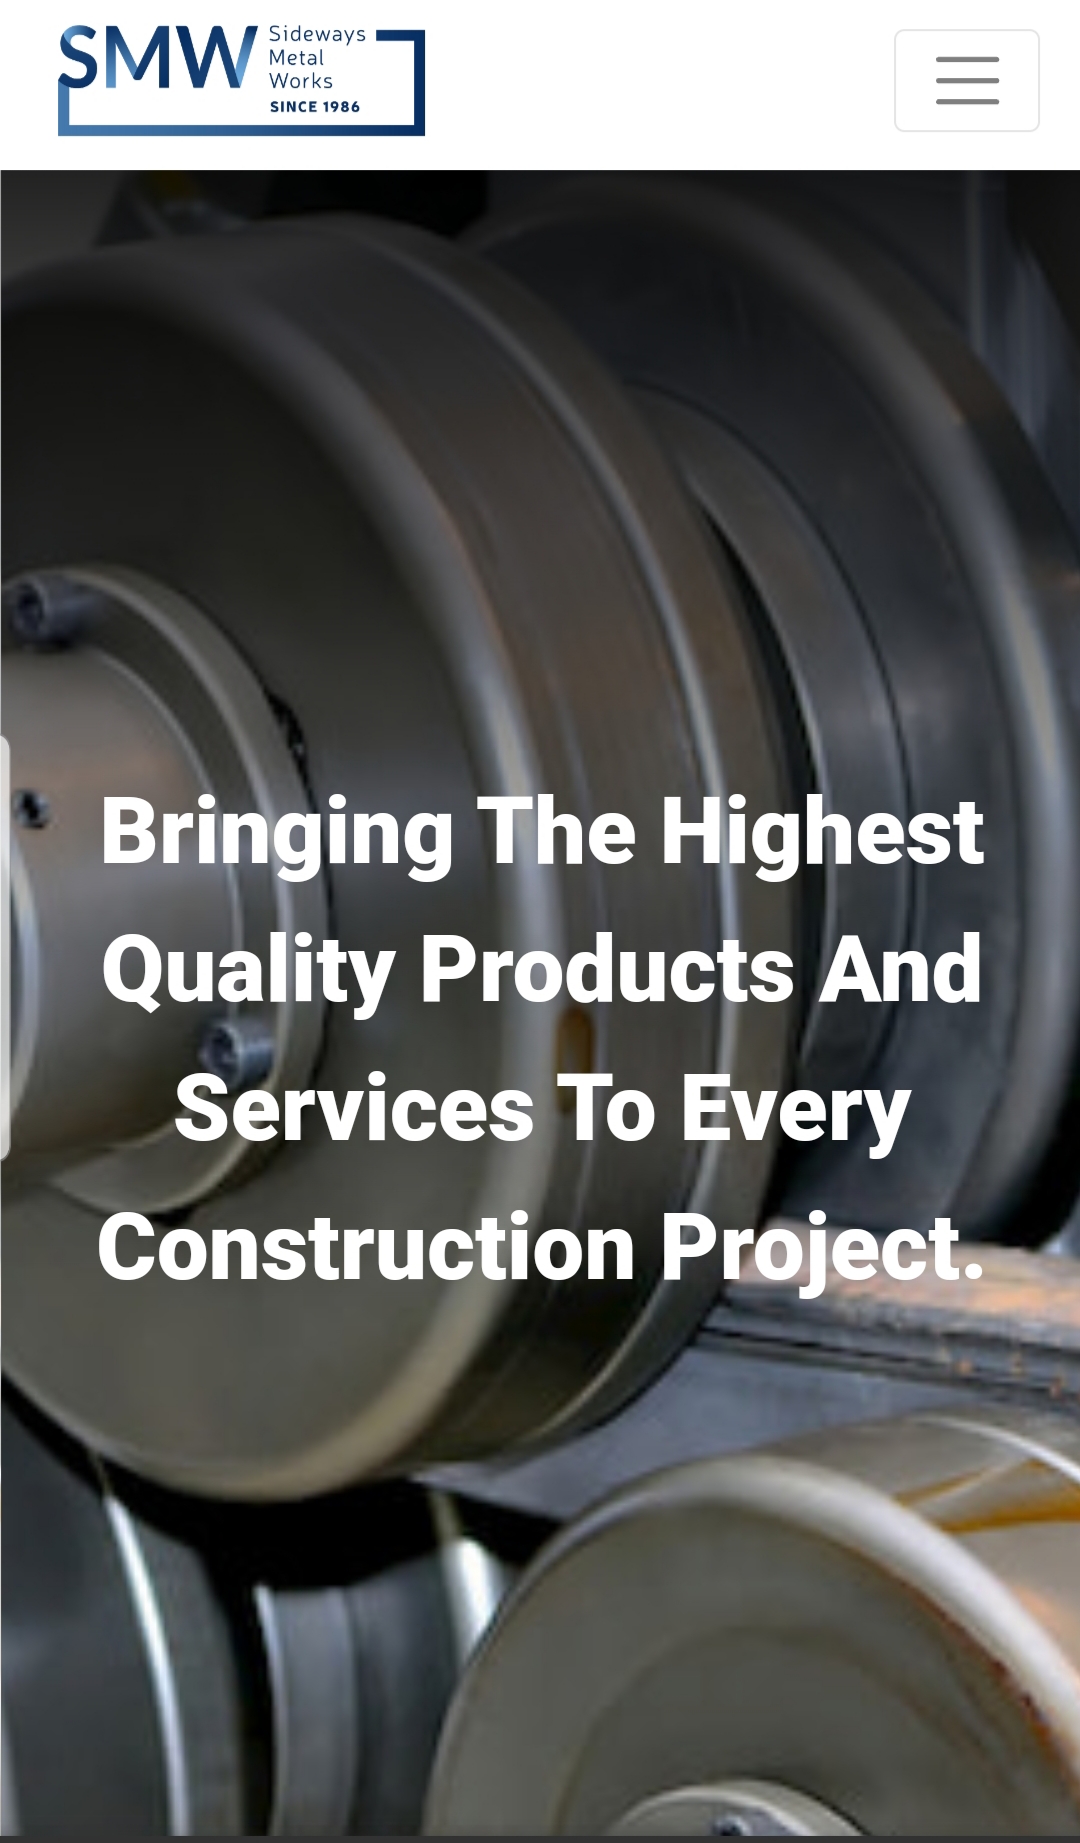 SMW
Sideways
Metal
Works
SINCE 1986
Bringing The Highest
Quality Products And
Services To Every
Construction Project.